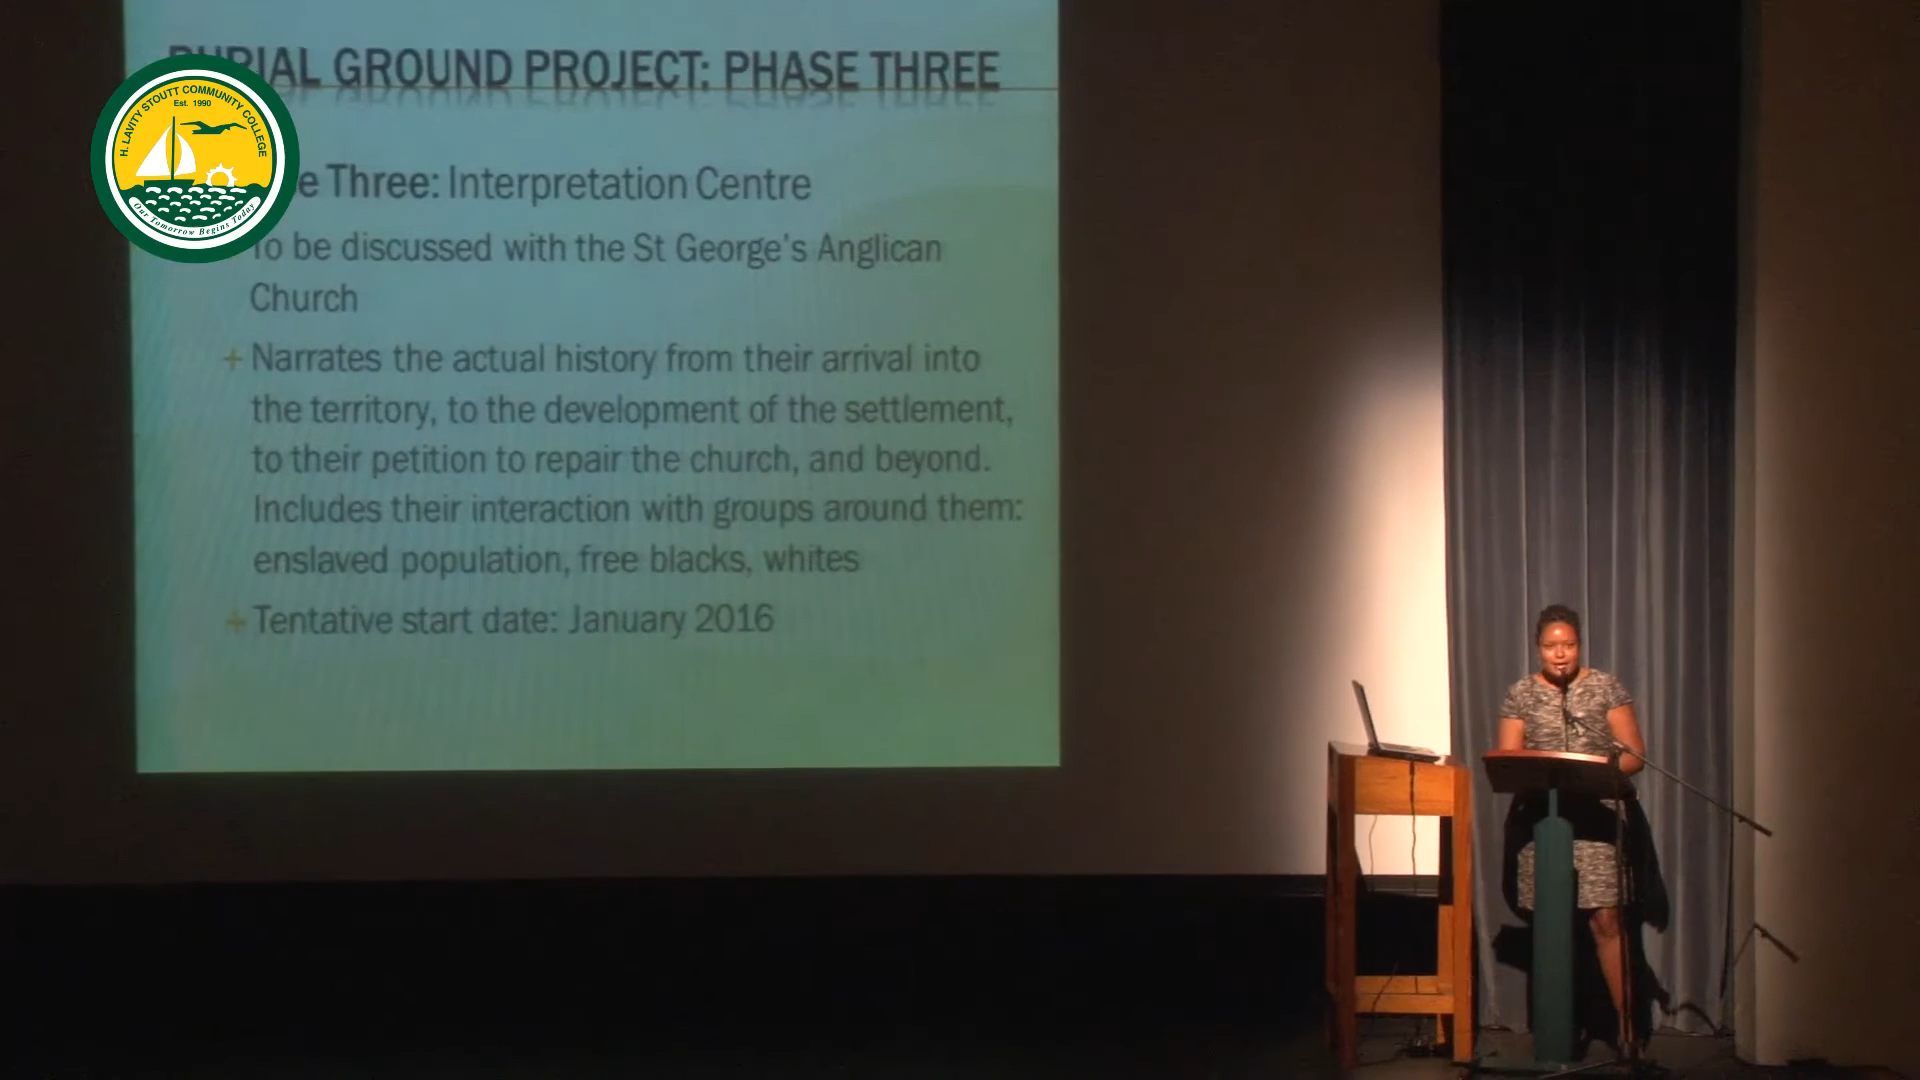 BURIAL GROUND PROJECT: PHASE THREE
H. LAVITY STOUTT COMMUNITY COLLEGE
Est. 1990
Our Tomorrow Begins Today
e Three: Interpretation Centre
To be discussed with the St George's Anglican
Church
+ Narrates the actual history from their arrival into
the territory, to the development of the settlement,
to their petition to repair the church, and beyond.
Includes their interaction with groups around them:
enslaved population, free blacks, whites
+ Tentative start date: January 2016